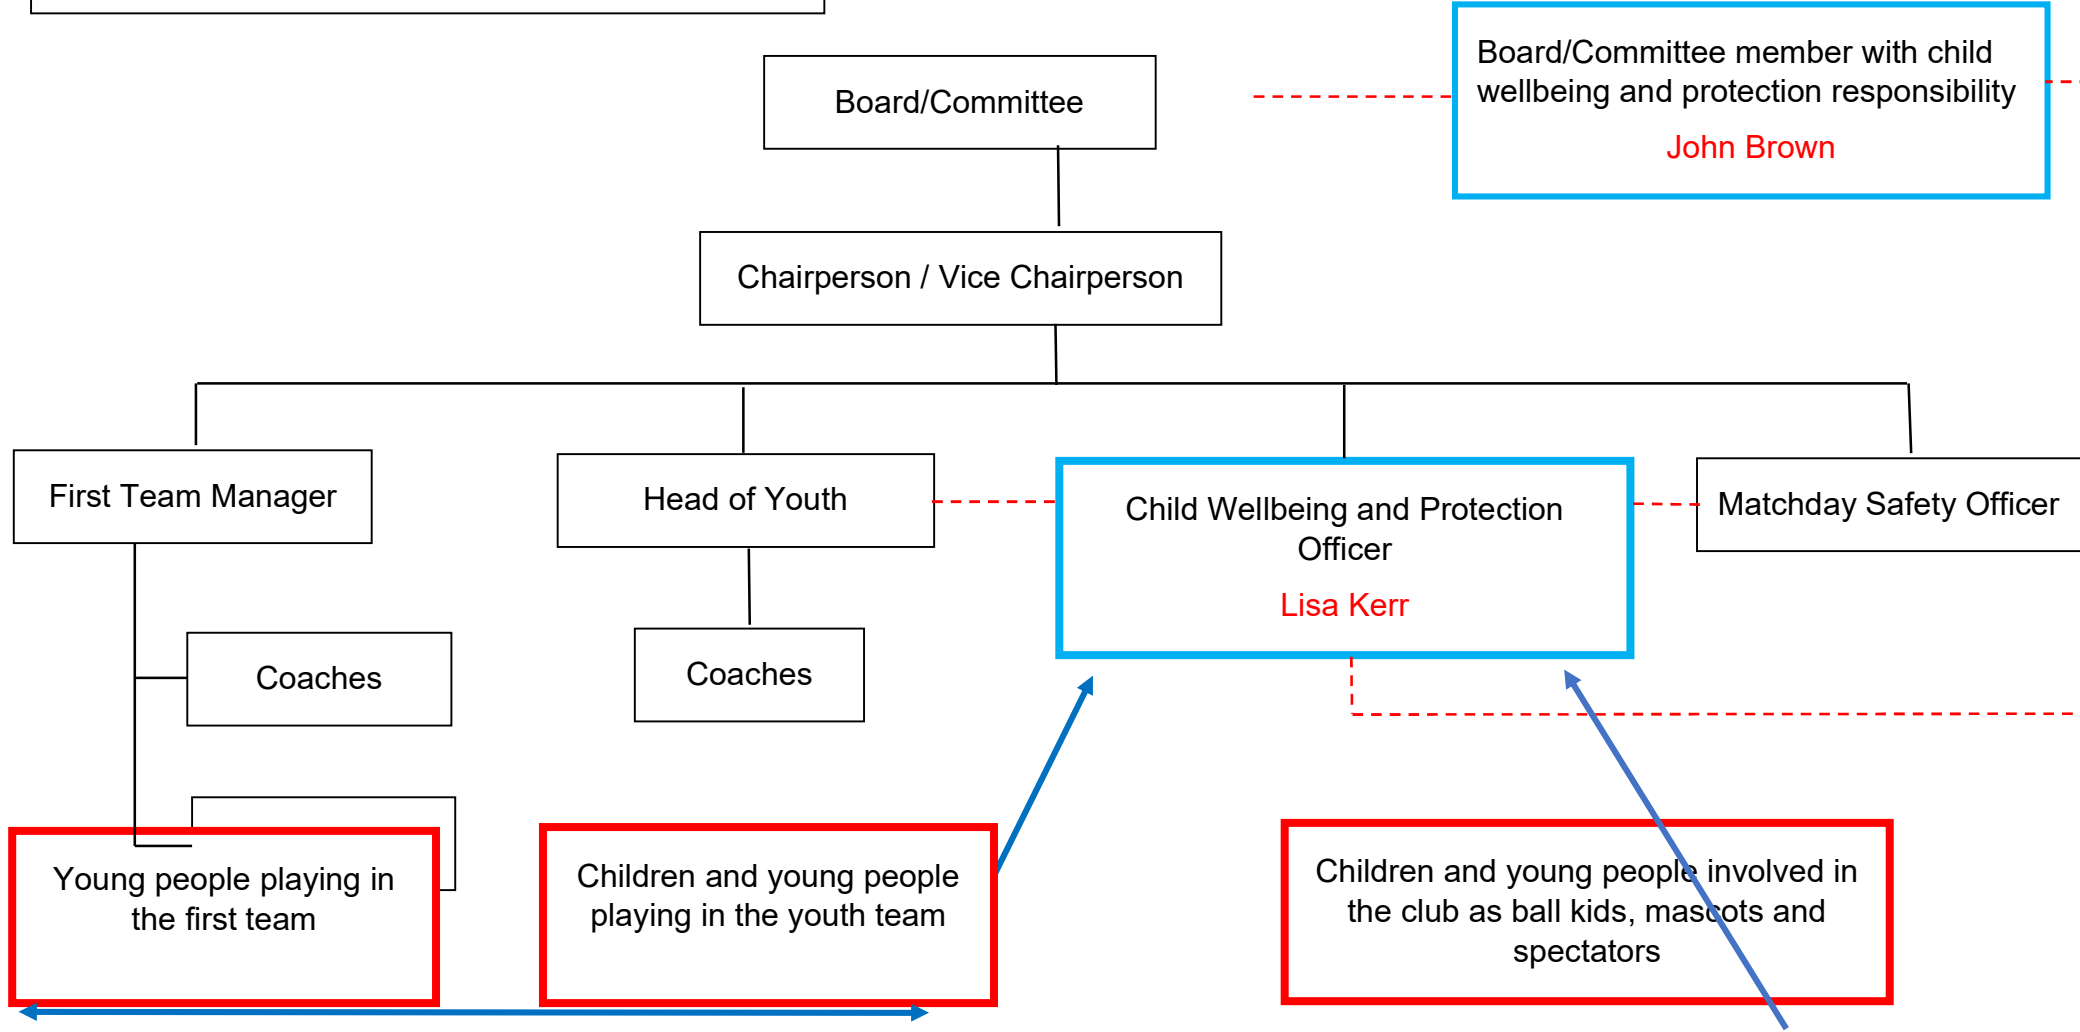 Board/Committee member with child
wellbeing and protection responsibility
John Brown
Board/Committee
Chairperson / Vice Chairperson
First Team Manager
Head of Youth
Child Wellbeing and Protection
Officer
Lisa Kerr
Matchday Safety Officer
Coaches
Coaches
Young people playing in
the first team
Children and young people
playing in the youth team
Children and young people involved in
the club as ball kids, mascots and
spectators